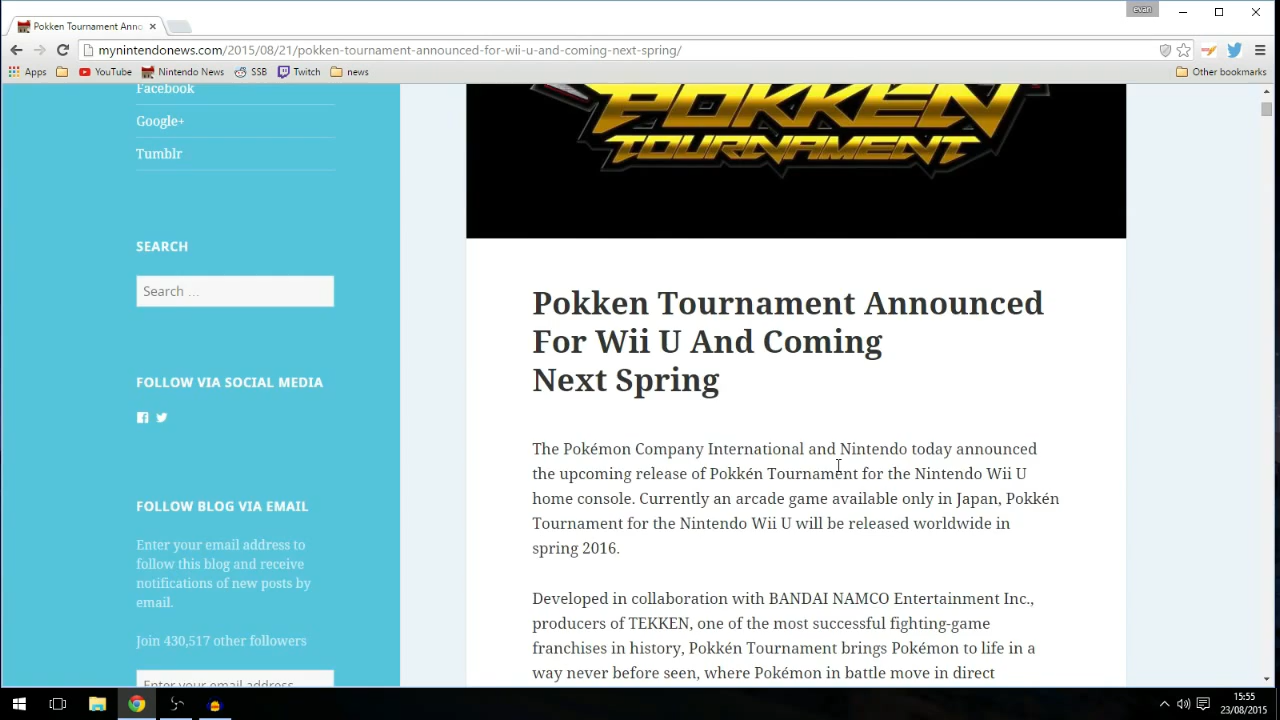 evan
Pokken Tournament Anno
mynintendonews.com/2015/08/21/pokken-tournament-announced-for-wii-u-and-coming-next-spring/
Apps YouTube Nintendo News SSB Twitch news Other bookmarks
Facebook
Google+
Tumblr
SEARCH
Search …
FOLLOW VIA SOCIAL MEDIA
FOLLOW BLOG VIA EMAIL
Enter your email address to
follow this blog and receive
notifications of new posts by
email.
Join 430,517 other followers
Enter your email address
POKKEN
TOURNAMENT
Pokken Tournament Announced
For Wii U And Coming
Next Spring
The Pokémon Company International and Nintendo today announced
the upcoming release of Pokkén Tournament for the Nintendo Wii U
home console. Currently an arcade game available only in Japan, Pokkén
Tournament for the Nintendo Wii U will be released worldwide in
spring 2016.
Developed in collaboration with BANDAI NAMCO Entertainment Inc.,
producers of TEKKEN, one of the most successful fighting-game
franchises in history, Pokkén Tournament brings Pokémon to life in a
way never before seen, where Pokémon in battle move in direct
15:55
23/08/2015